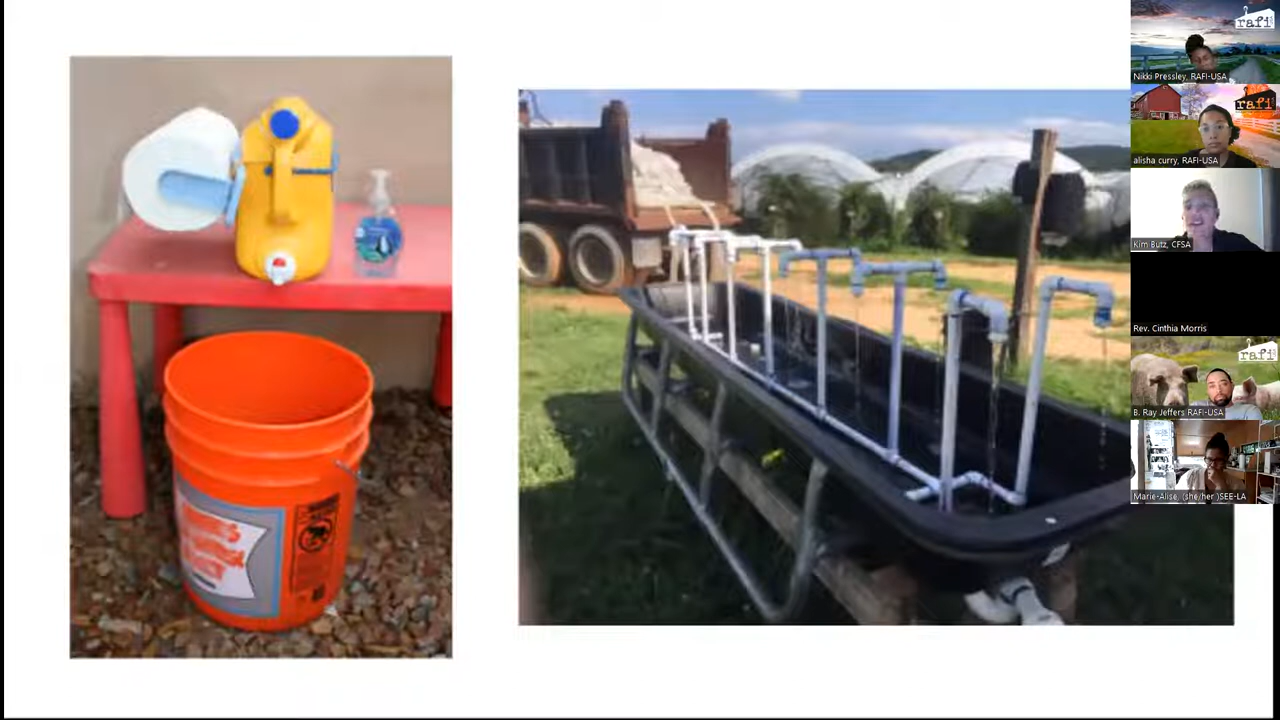 rafi
Nikki Pressley, RAFI-USA
rafi
alisha curry, RAFI-USA
Kim Butz, CFSA
Rev. Cinthia Morris
rafi
B. Ray Jeffers RAFI-USA
Marie-Alise, (she/her )SEE-LA